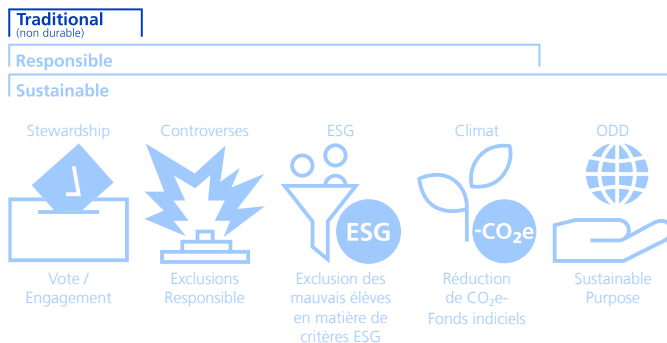 Traditional
(non durable)
Responsible
Sustainable
Stewardship
Controverses
ESG
Climat
ODD
ESG
-CO₂e
Vote /
Engagement
Exclusions
Responsible
Exclusion des
mauvais élèves
en matière de
critères ESG
Réduction
de CO₂e-
Fonds indiciels
Sustainable
Purpose